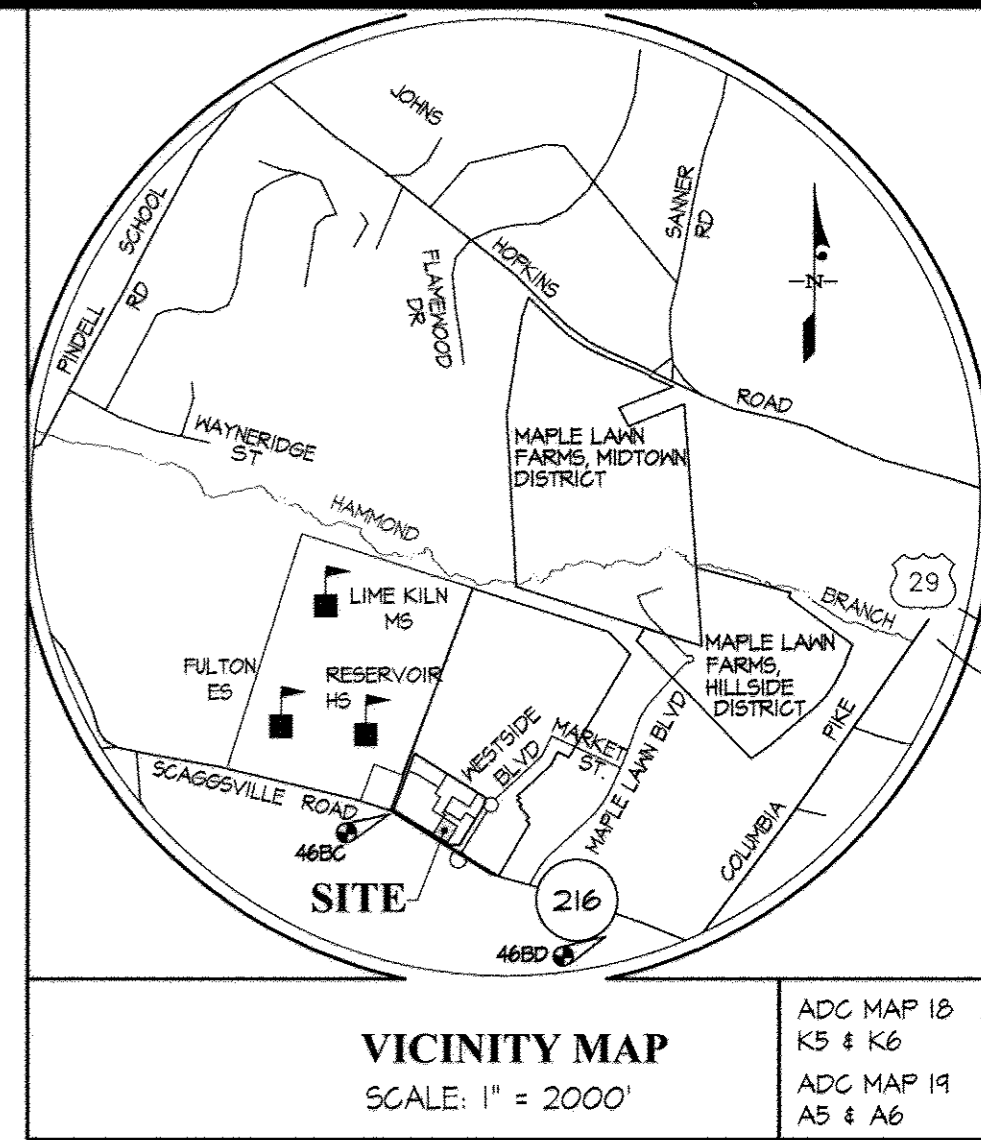 JOHNS
HOPKINS
ROAD
SANNER
RD
PINDELL SCHOOL
RD
FLAMEWOOD
DR
N
WAYNERIDGE
ST
MAPLE LAWN
FARMS, MIDTOWN
DISTRICT
HAMMOND
BRANCH
29
LIME KILN
MS
FULTON
ES
RESERVOIR
HS
MAPLE LAWN
FARMS,
HILLSIDE
DISTRICT
WESTSIDE
BLVD
MARKET
ST.
MAPLE LAWN BLVD
COLUMBIA PIKE
SCAGGSVILLE ROAD
46BC
SITE
216
46BD
VICINITY MAP
SCALE: 1" = 2000'
ADC MAP 18
K5 & K6
ADC MAP 19
A5 & A6